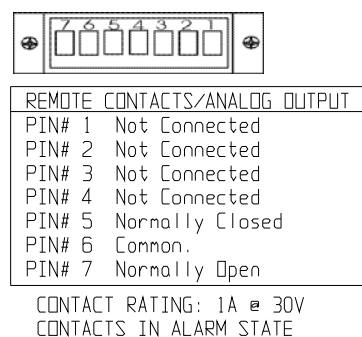 7 6 5 4 3 2 1
REMOTE CONTACTS/ANALOG OUTPUT
PIN# 1 Not Connected
PIN# 2 Not Connected
PIN# 3 Not Connected
PIN# 4 Not Connected
PIN# 5 Normally Closed
PIN# 6 Common.
PIN# 7 Normally Open
CONTACT RATING: 1A @ 30V
CONTACTS IN ALARM STATE